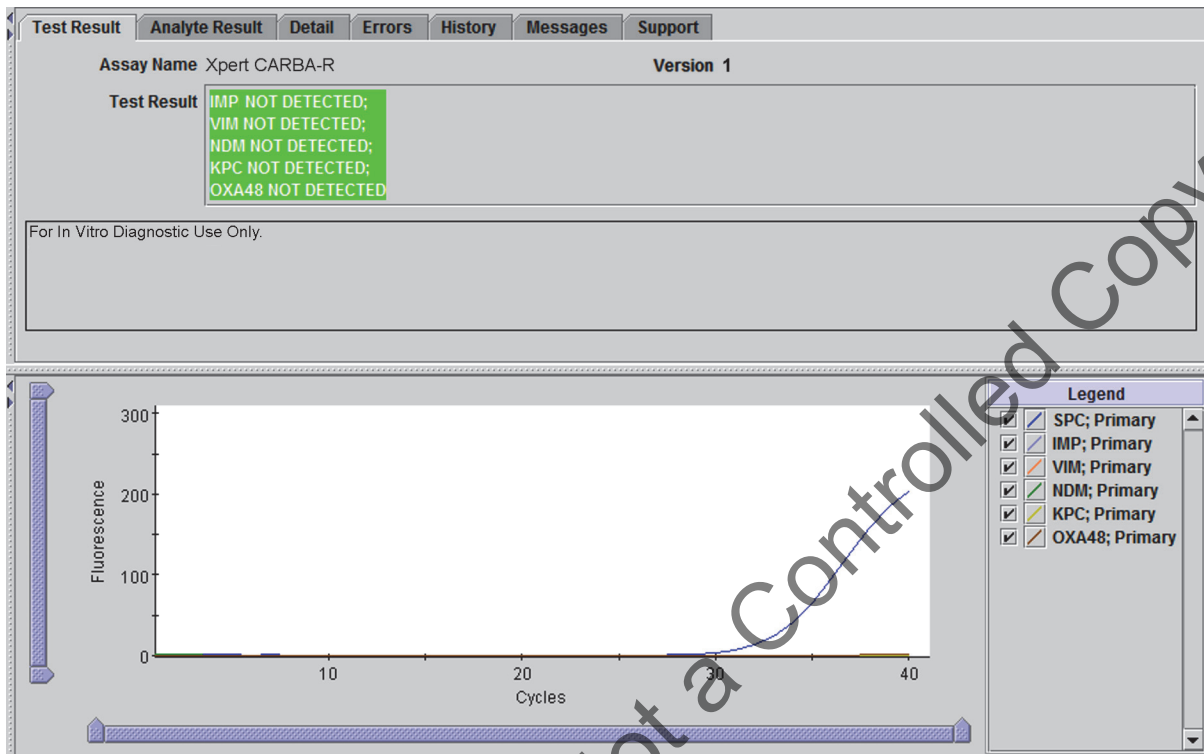 Test Result Analyte Result Detail Errors History Messages Support
Assay Name Xpert CARBA-R Version 1
Test Result IMP NOT DETECTED;
VIM NOT DETECTED;
NDM NOT DETECTED;
KPC NOT DETECTED;
OXA48 NOT DETECTED
For In Vitro Diagnostic Use Only.
300
200
100
0
Fluorescence
10 20 30 40
Cycles
Legend
SPC; Primary
IMP; Primary
VIM; Primary
NDM; Primary
KPC; Primary
OXA48; Primary
ot a Controlled Copy